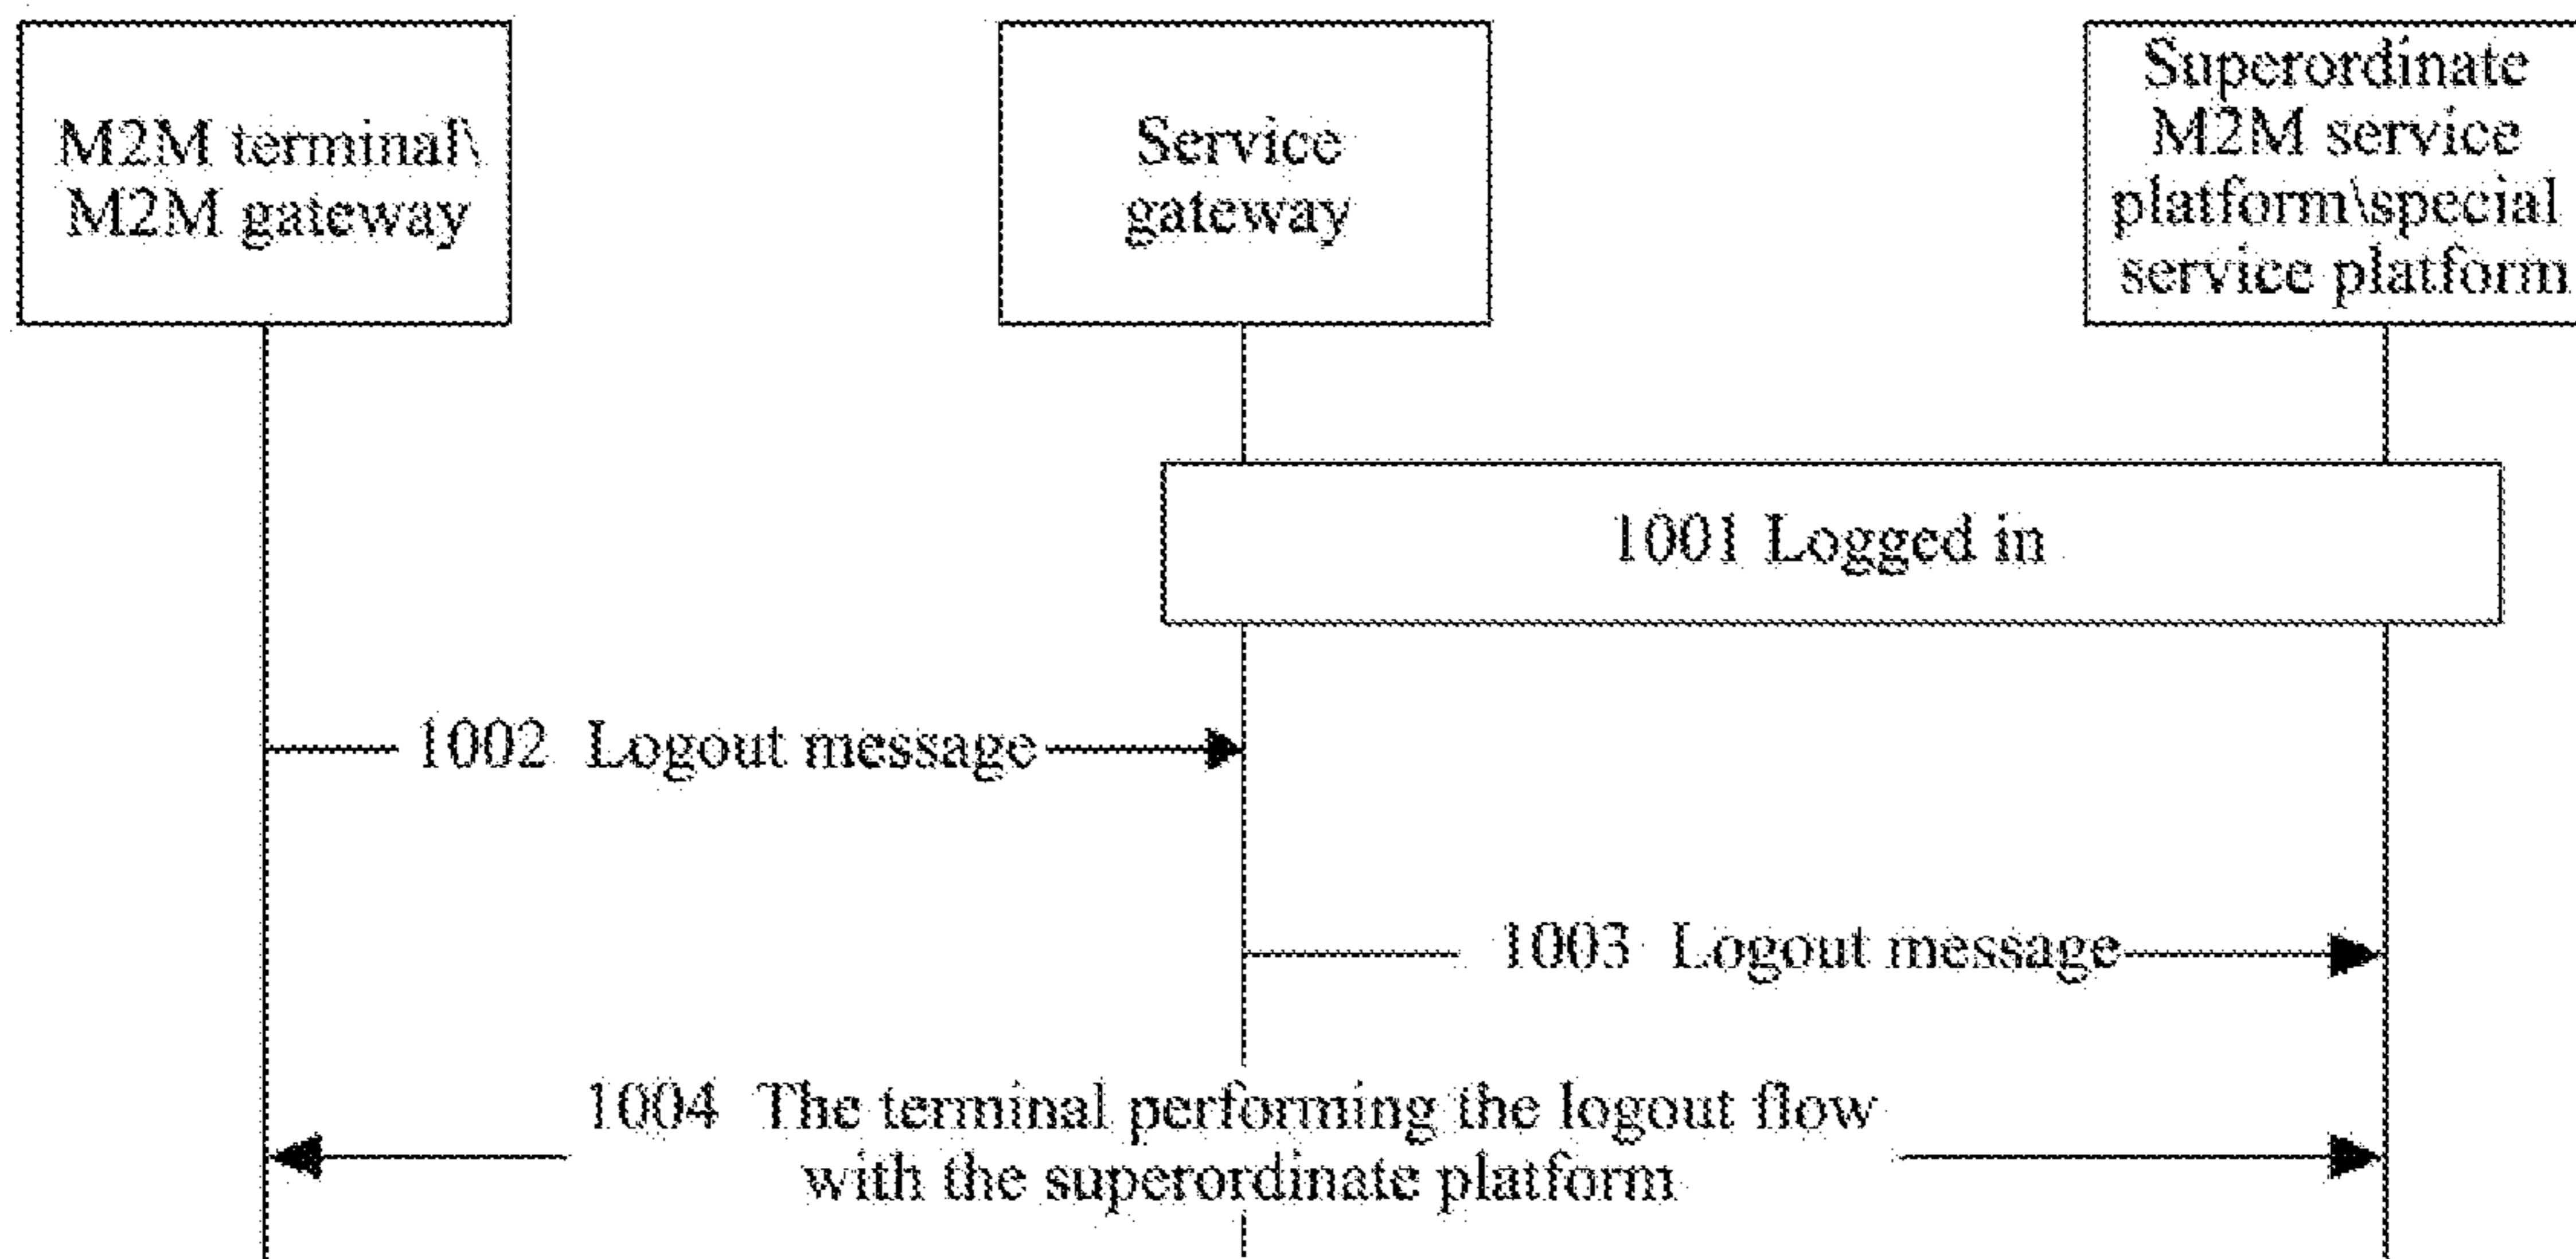 M2M terminal\
M2M gateway
Service
gateway
Superordinate
M2M service
platform\special
service platform
1001 Logged in
1002 Logout message
1003 Logout message
1004 The terminal performing the logout flow
with the superordinate platform